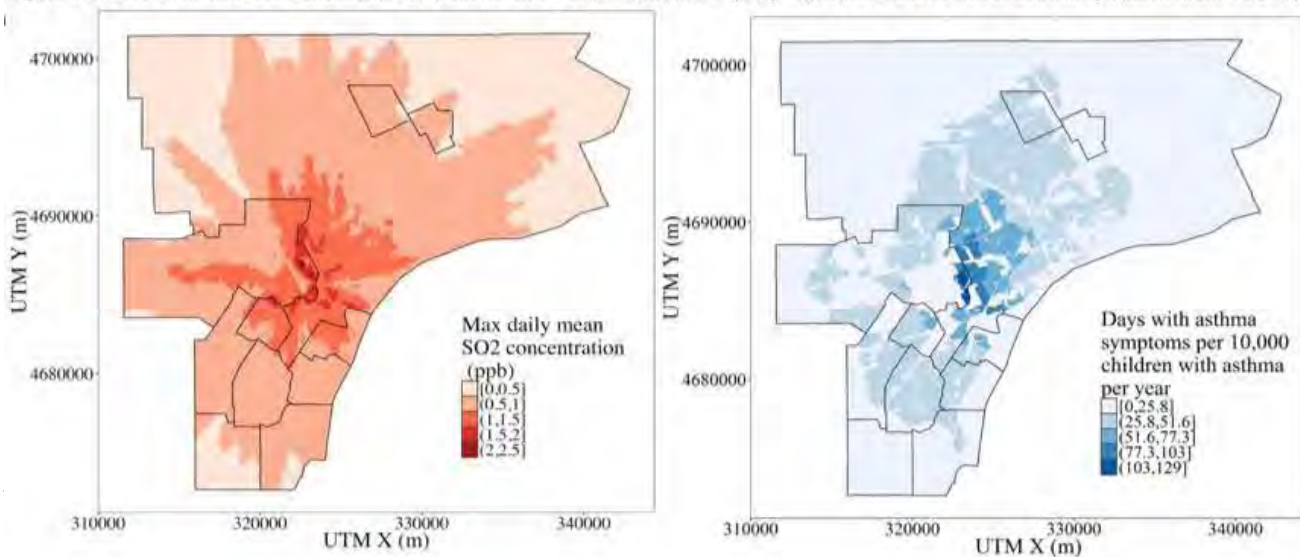 4700000
4690000
4680000
UTM Y (m)
310000
320000
330000
340000
UTM X (m)
Max daily mean
SO2 concentration
(ppb)
[0,0.5]
(0.5,1]
(1,1.5]
(1.5,2]
(2,2.5]
4700000
4690000
4680000
UTM Y (m)
310000
320000
330000
340000
UTM X (m)
Days with asthma
symptoms per 10,000
children with asthma
per year
[0,25.8]
(25.8,51.6]
(51.6,77.3]
(77.3,103]
(103,129]